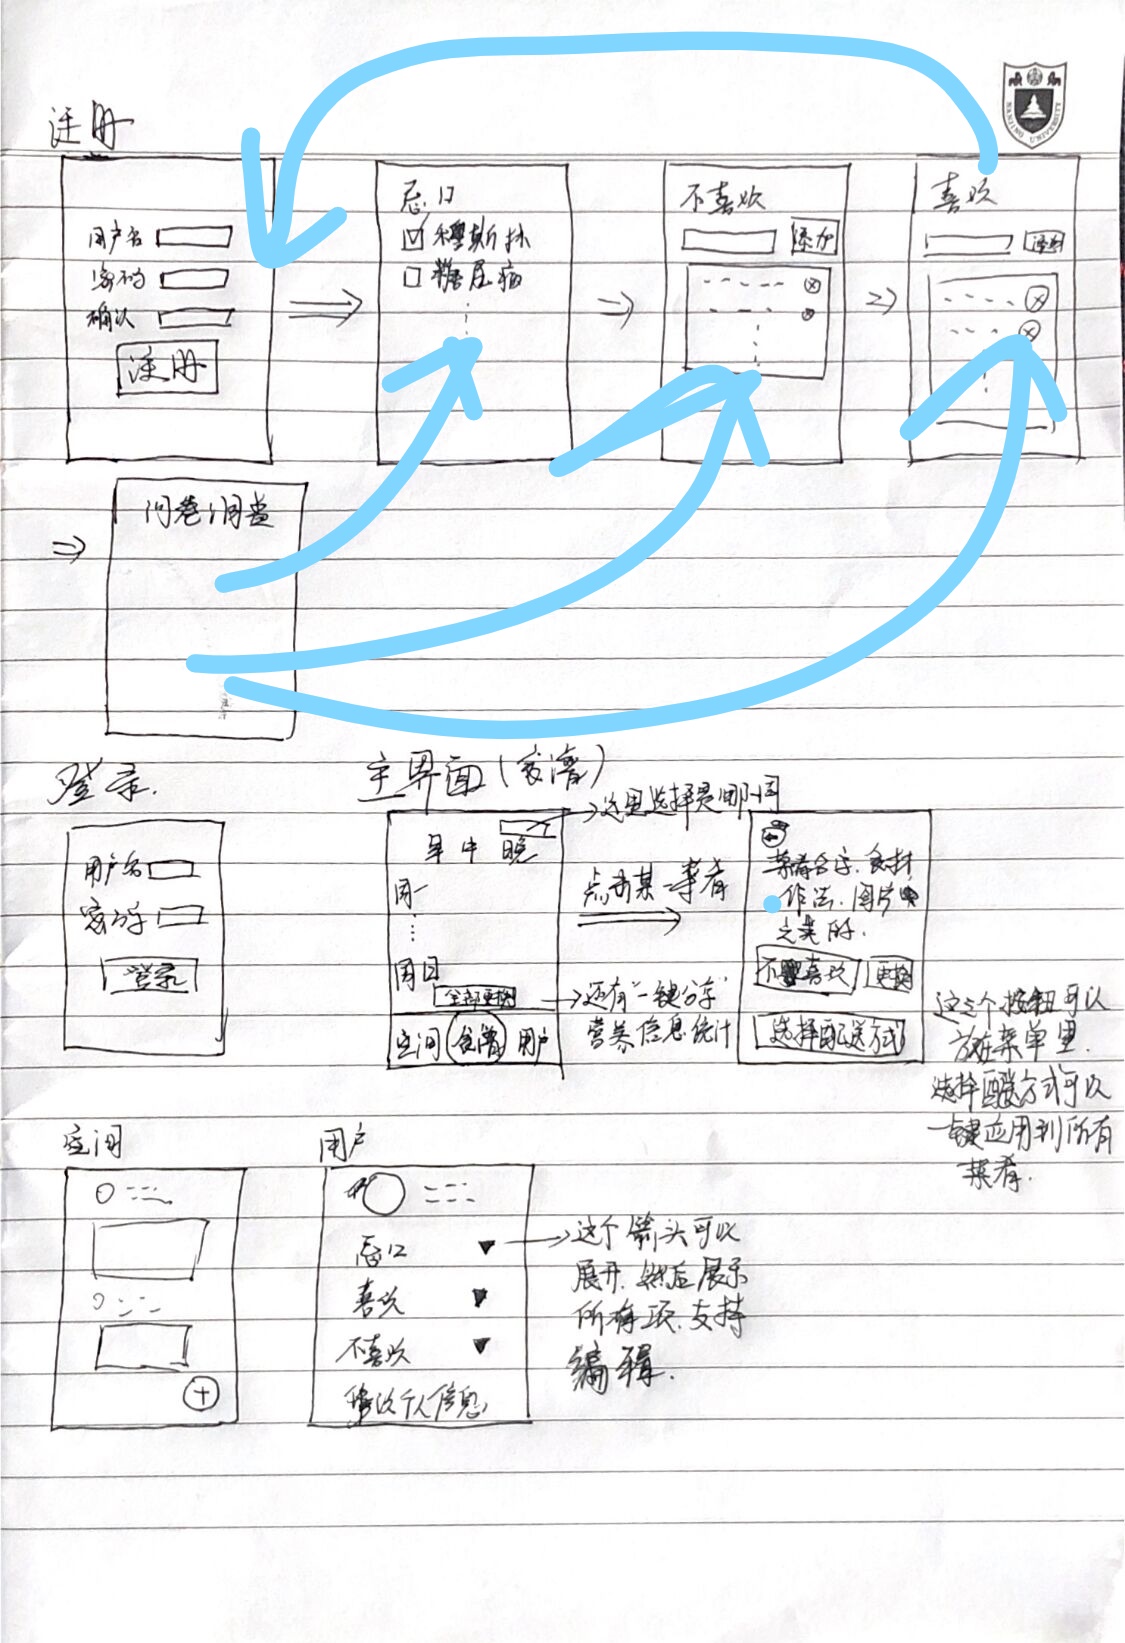 注册
NANJING UNIVERSITY
用户名
密码
确认
注册
忌口
穆斯林
糖尿病
不喜欢
添加
喜欢
添加
问卷调查
登录.
用户名
密码
登录
主界面(食谱)
→这里选择是哪一周
早 中 晚
周一
周日
全部更换
空间 食谱 用户
点击某一菜肴
→还有"一键分享"
营养信息统计
菜肴名字.食材
作法.图片
之类的.
不喜欢
更换
选择配送方式
这三个按钮可以
放在菜单里.
选择配送方式可以
一键应用到所有
菜肴.
空间
用户
忌口
喜欢
不喜欢
修改个人信息
→这个箭头可以
展开.然后展示
所有项.支持
编辑.